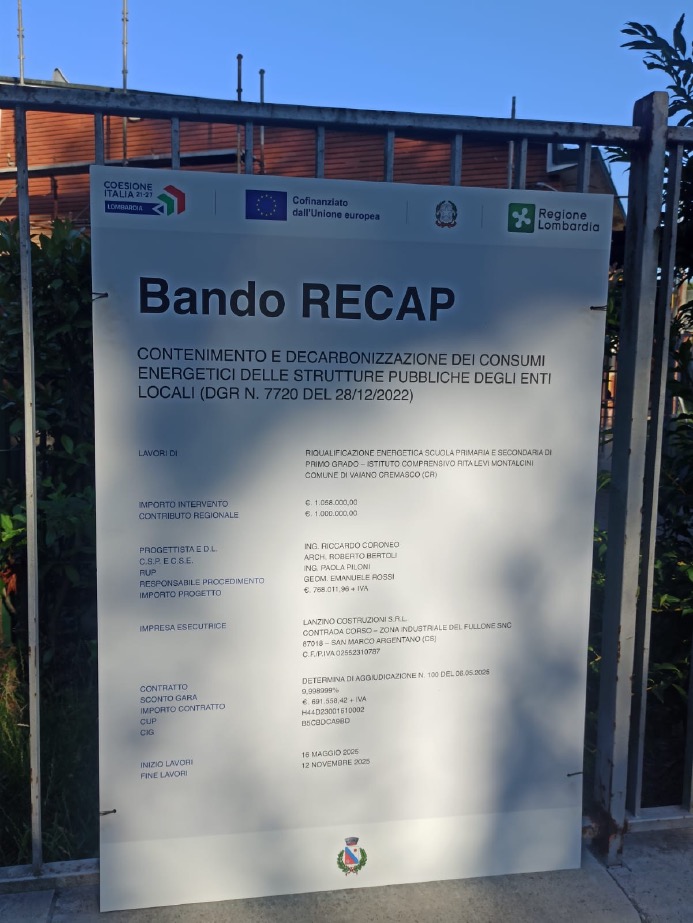 COESIONE
ITALIA 21-27
LOMBARDIA
Cofinanziato
dall'Unione europea
Regione
Lombardia
Bando RECAP
CONTENIMENTO E DECARBONIZZAZIONE DEI CONSUMI
ENERGETICI DELLE STRUTTURE PUBBLICHE DEGLI ENTI
LOCALI (DGR N. 7720 DEL 28/12/2022)
LAVORI DI
RIQUALIFICAZIONE ENERGETICA SCUOLA PRIMARIA E SECONDARIA DI
PRIMO GRADO – ISTITUTO COMPRENSIVO RITA LEVI MONTALCINI
COMUNE DI VAIANO CREMASCO (CR)
IMPORTO INTERVENTO €. 1.058.000,00
CONTRIBUTO REGIONALE €. 1.000.000,00
PROGETTISTA E D.L. ING. RICCARDO CORONEO
C.S.P. E C.S.E. ARCH. ROBERTO BERTOLI
RUP ING. PAOLA PILONI
RESPONSABILE PROCEDIMENTO GEOM. EMANUELE ROSSI
IMPORTO PROGETTO €. 768.011,96 + IVA
IMPRESA ESECUTRICE LANZINO COSTRUZIONI S.R.L.
CONTRADA CORSO – ZONA INDUSTRIALE DEL FULLONE SNC
87018 – SAN MARCO ARGENTANO (CS)
C.F./P.IVA 02552310787
CONTRATTO DETERMINA DI AGGIUDICAZIONE N. 100 DEL 06.05.2025
SCONTO GARA 9,998999%
IMPORTO CONTRATTO €. 691.558,42 + IVA
CUP H44D23001510002
CIG B5CBDCA9BD
INIZIO LAVORI 16 MAGGIO 2025
FINE LAVORI 12 NOVEMBRE 2025